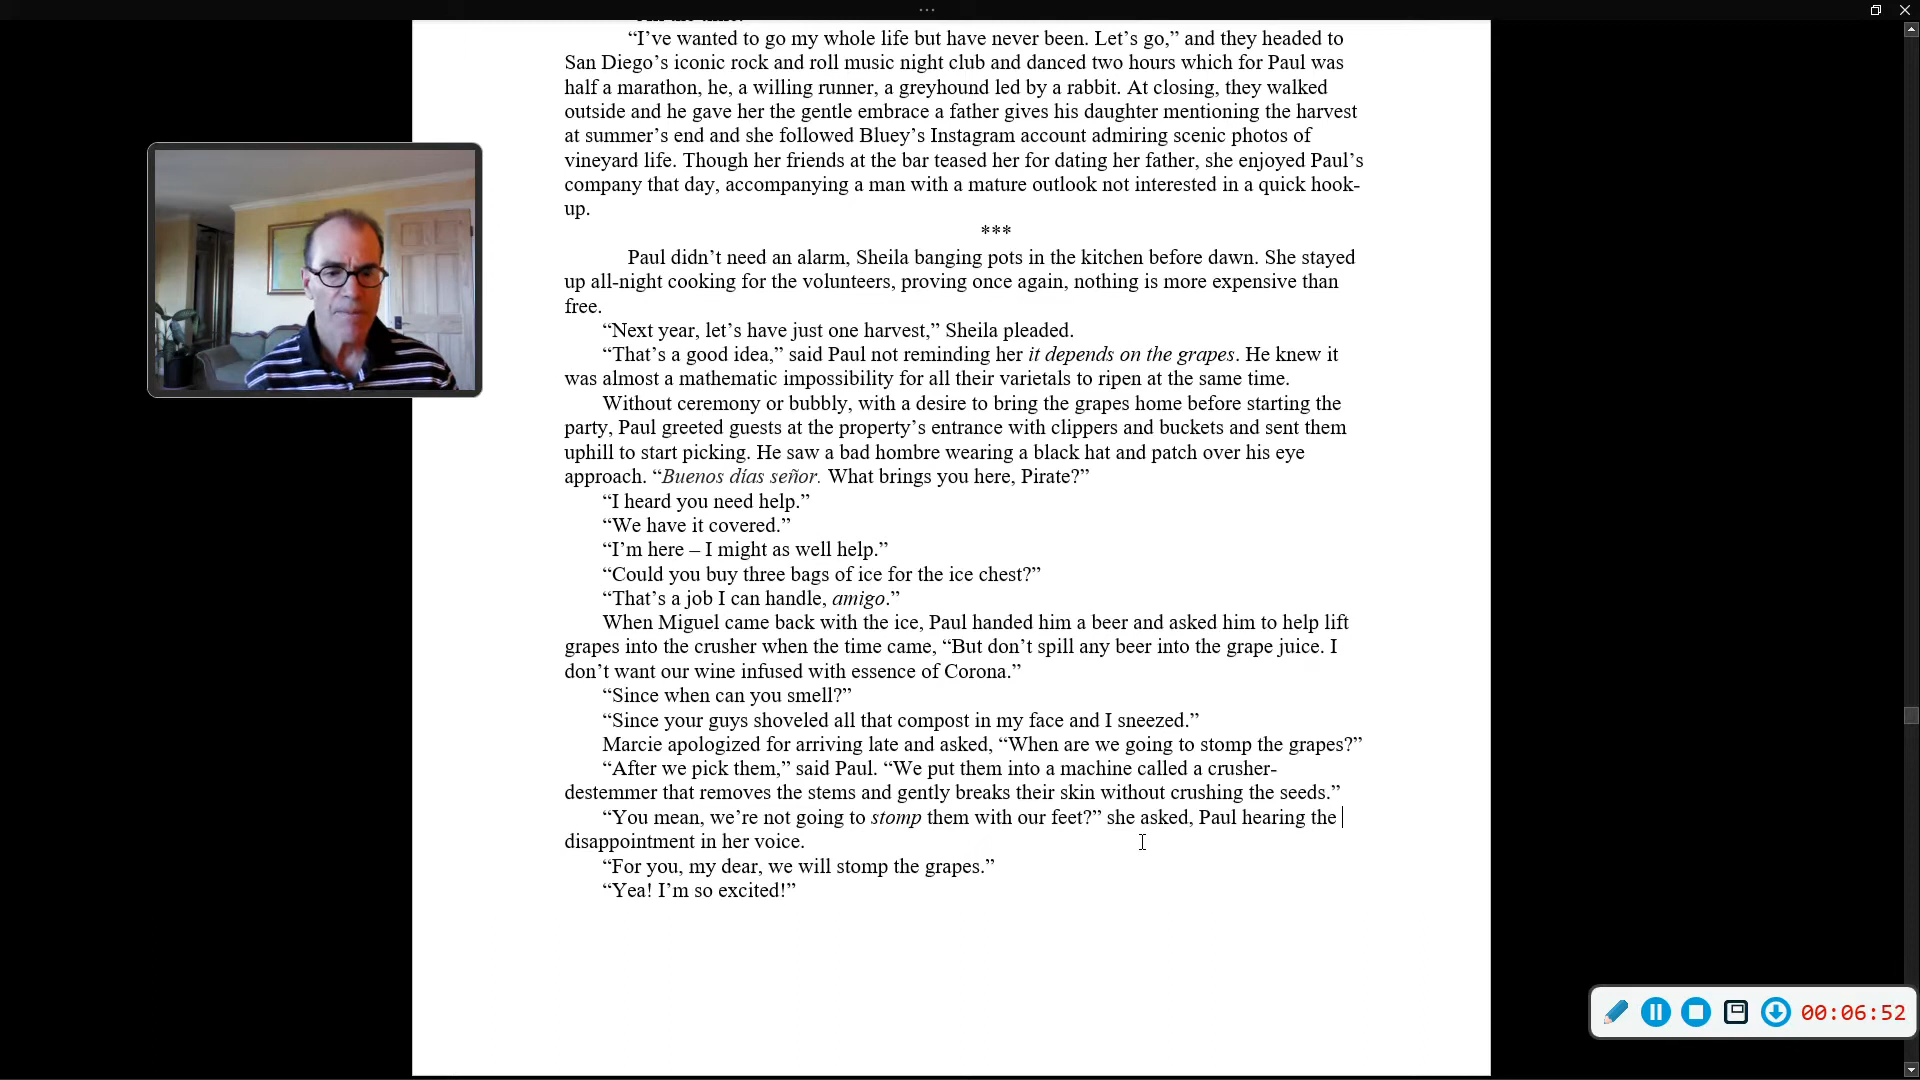 “I’ve wanted to go my whole life but have never been. Let’s go,” and they headed to
San Diego’s iconic rock and roll music night club and danced two hours which for Paul was
half a marathon, he, a willing runner, a greyhound led by a rabbit. At closing, they walked
outside and he gave her the gentle embrace a father gives his daughter mentioning the harvest
at summer’s end and she followed Bluey’s Instagram account admiring scenic photos of
vineyard life. Though her friends at the bar teased her for dating her father, she enjoyed Paul’s
company that day, accompanying a man with a mature outlook not interested in a quick hook-
up.
***
Paul didn’t need an alarm, Sheila banging pots in the kitchen before dawn. She stayed
up all-night cooking for the volunteers, proving once again, nothing is more expensive than
free.
“Next year, let’s have just one harvest,” Sheila pleaded.
“That’s a good idea,” said Paul not reminding her it depends on the grapes. He knew it
was almost a mathematic impossibility for all their varietals to ripen at the same time.
Without ceremony or bubbly, with a desire to bring the grapes home before starting the
party, Paul greeted guests at the property’s entrance with clippers and buckets and sent them
uphill to start picking. He saw a bad hombre wearing a black hat and patch over his eye
approach. “Buenos días señor. What brings you here, Pirate?”
“I heard you need help.”
“We have it covered.”
“I’m here – I might as well help.”
“Could you buy three bags of ice for the ice chest?”
“That’s a job I can handle, amigo.”
When Miguel came back with the ice, Paul handed him a beer and asked him to help lift
grapes into the crusher when the time came, “But don’t spill any beer into the grape juice. I
don’t want our wine infused with essence of Corona.”
“Since when can you smell?”
“Since your guys shoveled all that compost in my face and I sneezed.”
Marcie apologized for arriving late and asked, “When are we going to stomp the grapes?”
“After we pick them,” said Paul. “We put them into a machine called a crusher-
destemmer that removes the stems and gently breaks their skin without crushing the seeds.”
“You mean, we’re not going to stomp them with our feet?” she asked, Paul hearing the
disappointment in her voice.
“For you, my dear, we will stomp the grapes.”
“Yea! I’m so excited!”
00:06:52